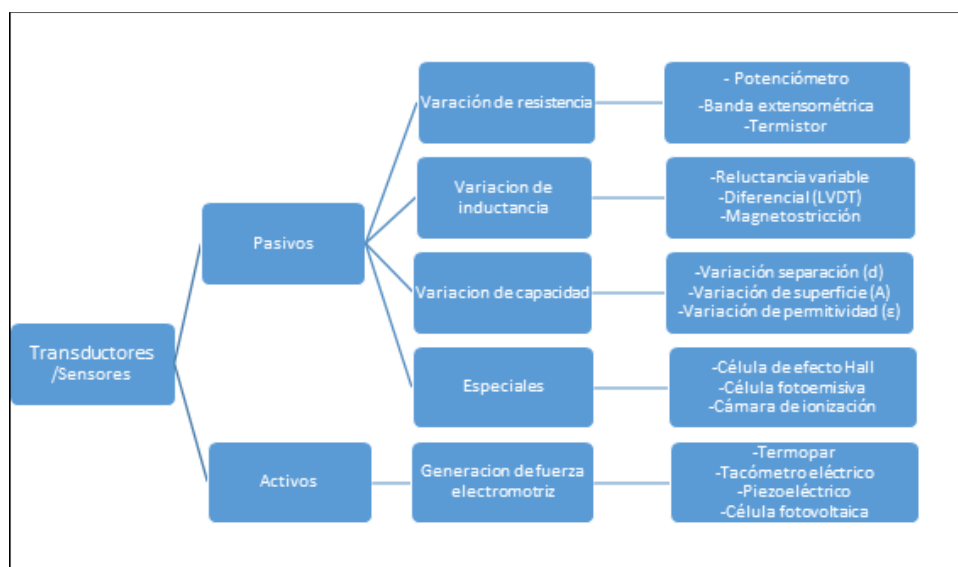 Varación de resistencia
- Potenciómetro
-Banda extensométrica
-Termistor
Variacion de
inductancia
-Reluctancia variable
-Diferencial (LVDT)
-Magnetostricción
Pasivos
Variacion de capacidad
-Variación separación (d)
-Variación de superficie (A)
-Variación de permitividad (ε)
Transductores
/Sensores
Especiales
-Célula de efecto Hall
-Célula fotoemisiva
-Cámara de ionización
Activos
Generacion de fuerza
electromotriz
-Termopar
-Tacómetro eléctrico
-Piezoeléctrico
-Célula fotovoltaica